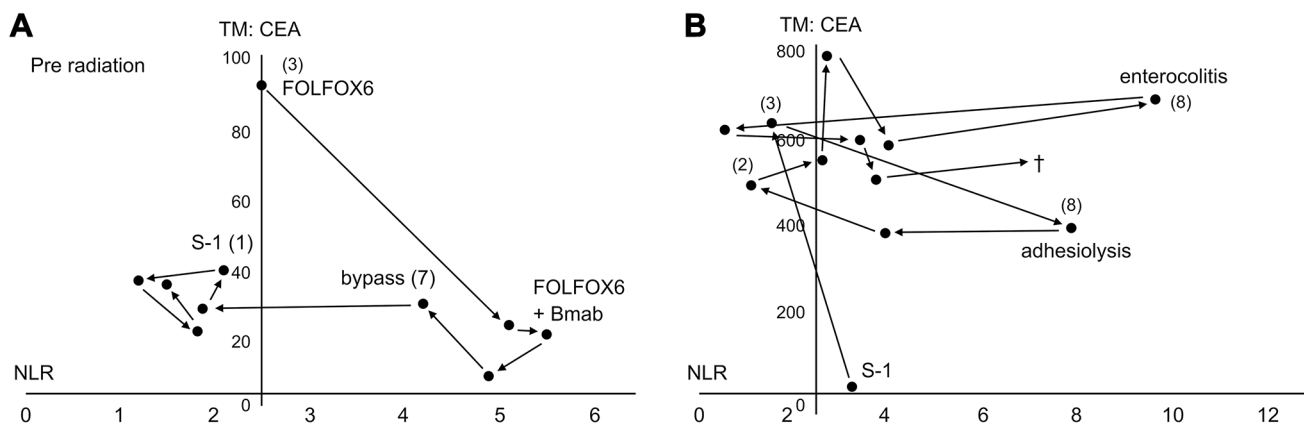 A
TM: CEA
Pre radiation
100
(3)
FOLFOX6
80
60
S-1 (1)
40
bypass (7)
FOLFOX6
+ Bmab
20
NLR
0
0 1 2 3 4 5 6
B
TM: CEA
800
enterocolitis
(8)
(3)
600
(2)
†
(8)
400
adhesiolysis
200
S-1
NLR
0
0 2 4 6 8 10 12